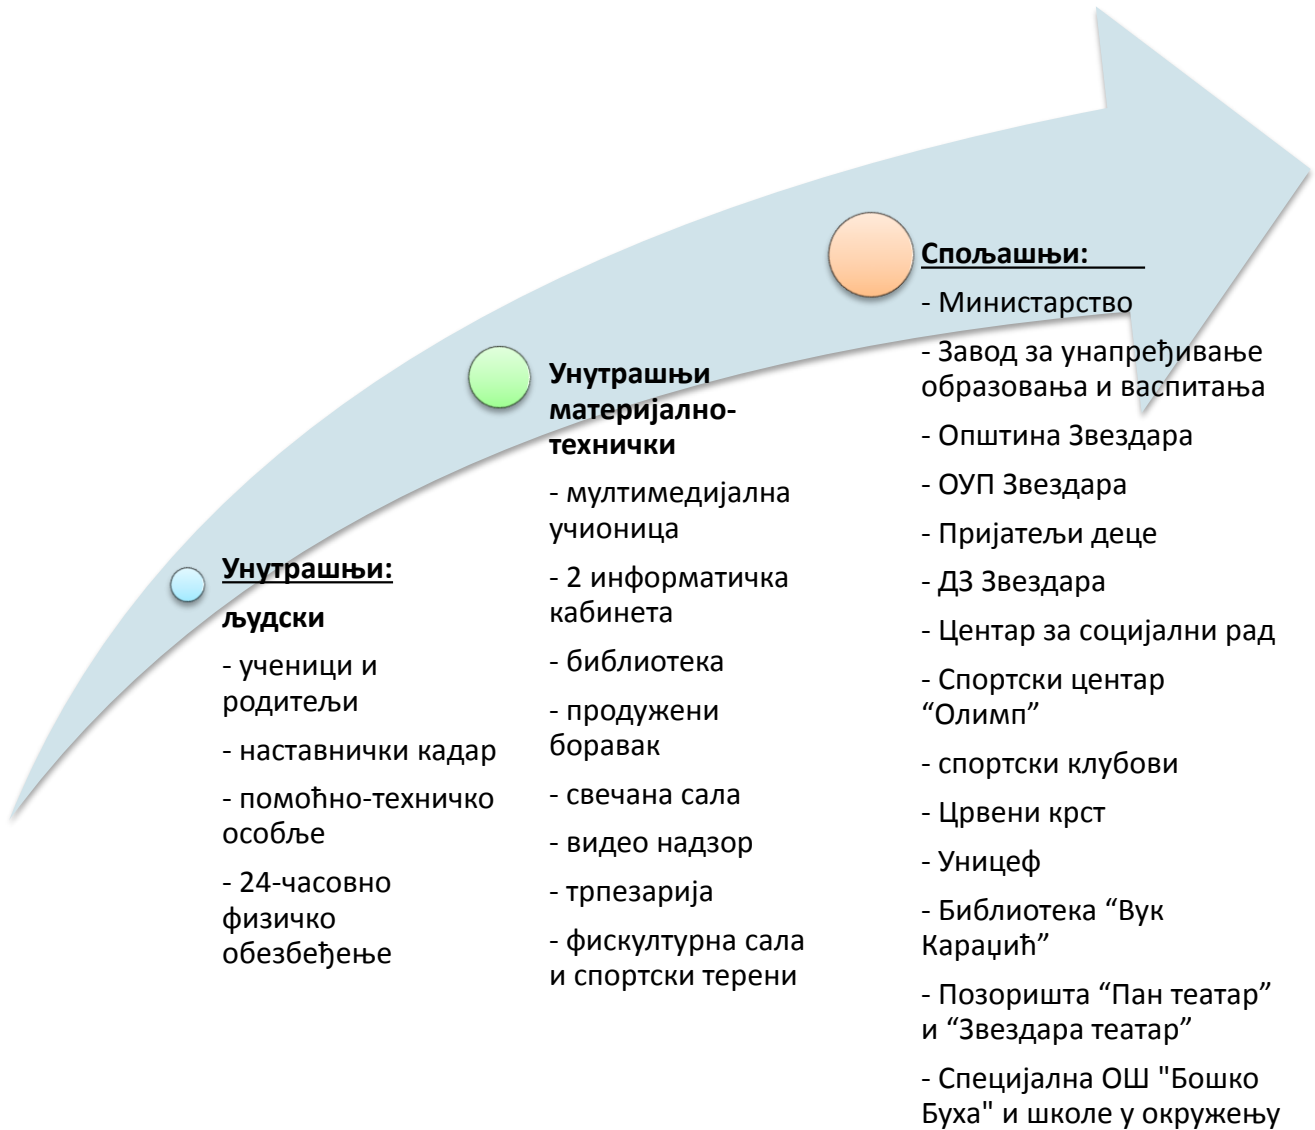 Унутрашњи:
људски
- ученици и
родитељи
- наставнички кадар
- помоћно-техничко
особље
- 24-часовно
физичко
обезбеђење
Унутрашњи
материјално-
технички
- мултимедијална
учионица
- 2 информатичка
кабинета
- библиотека
- продужени
боравак
- свечана сала
- видео надзор
- трпезарија
- фискултурна сала
и спортски терени
Спољашњи:
- Министарство
- Завод за унапређивање
образовања и васпитања
- Општина Звездара
- ОУП Звездара
- Пријатељи деце
- ДЗ Звездара
- Центар за социјални рад
- Спортски центар
“Олимп”
- спортски клубови
- Црвени крст
- Уницеф
- Библиотека “Вук
Караџић”
- Позоришта “Пан театар”
и “Звездара театар”
- Специјална ОШ "Бошко
Буха" и школе у окружењу